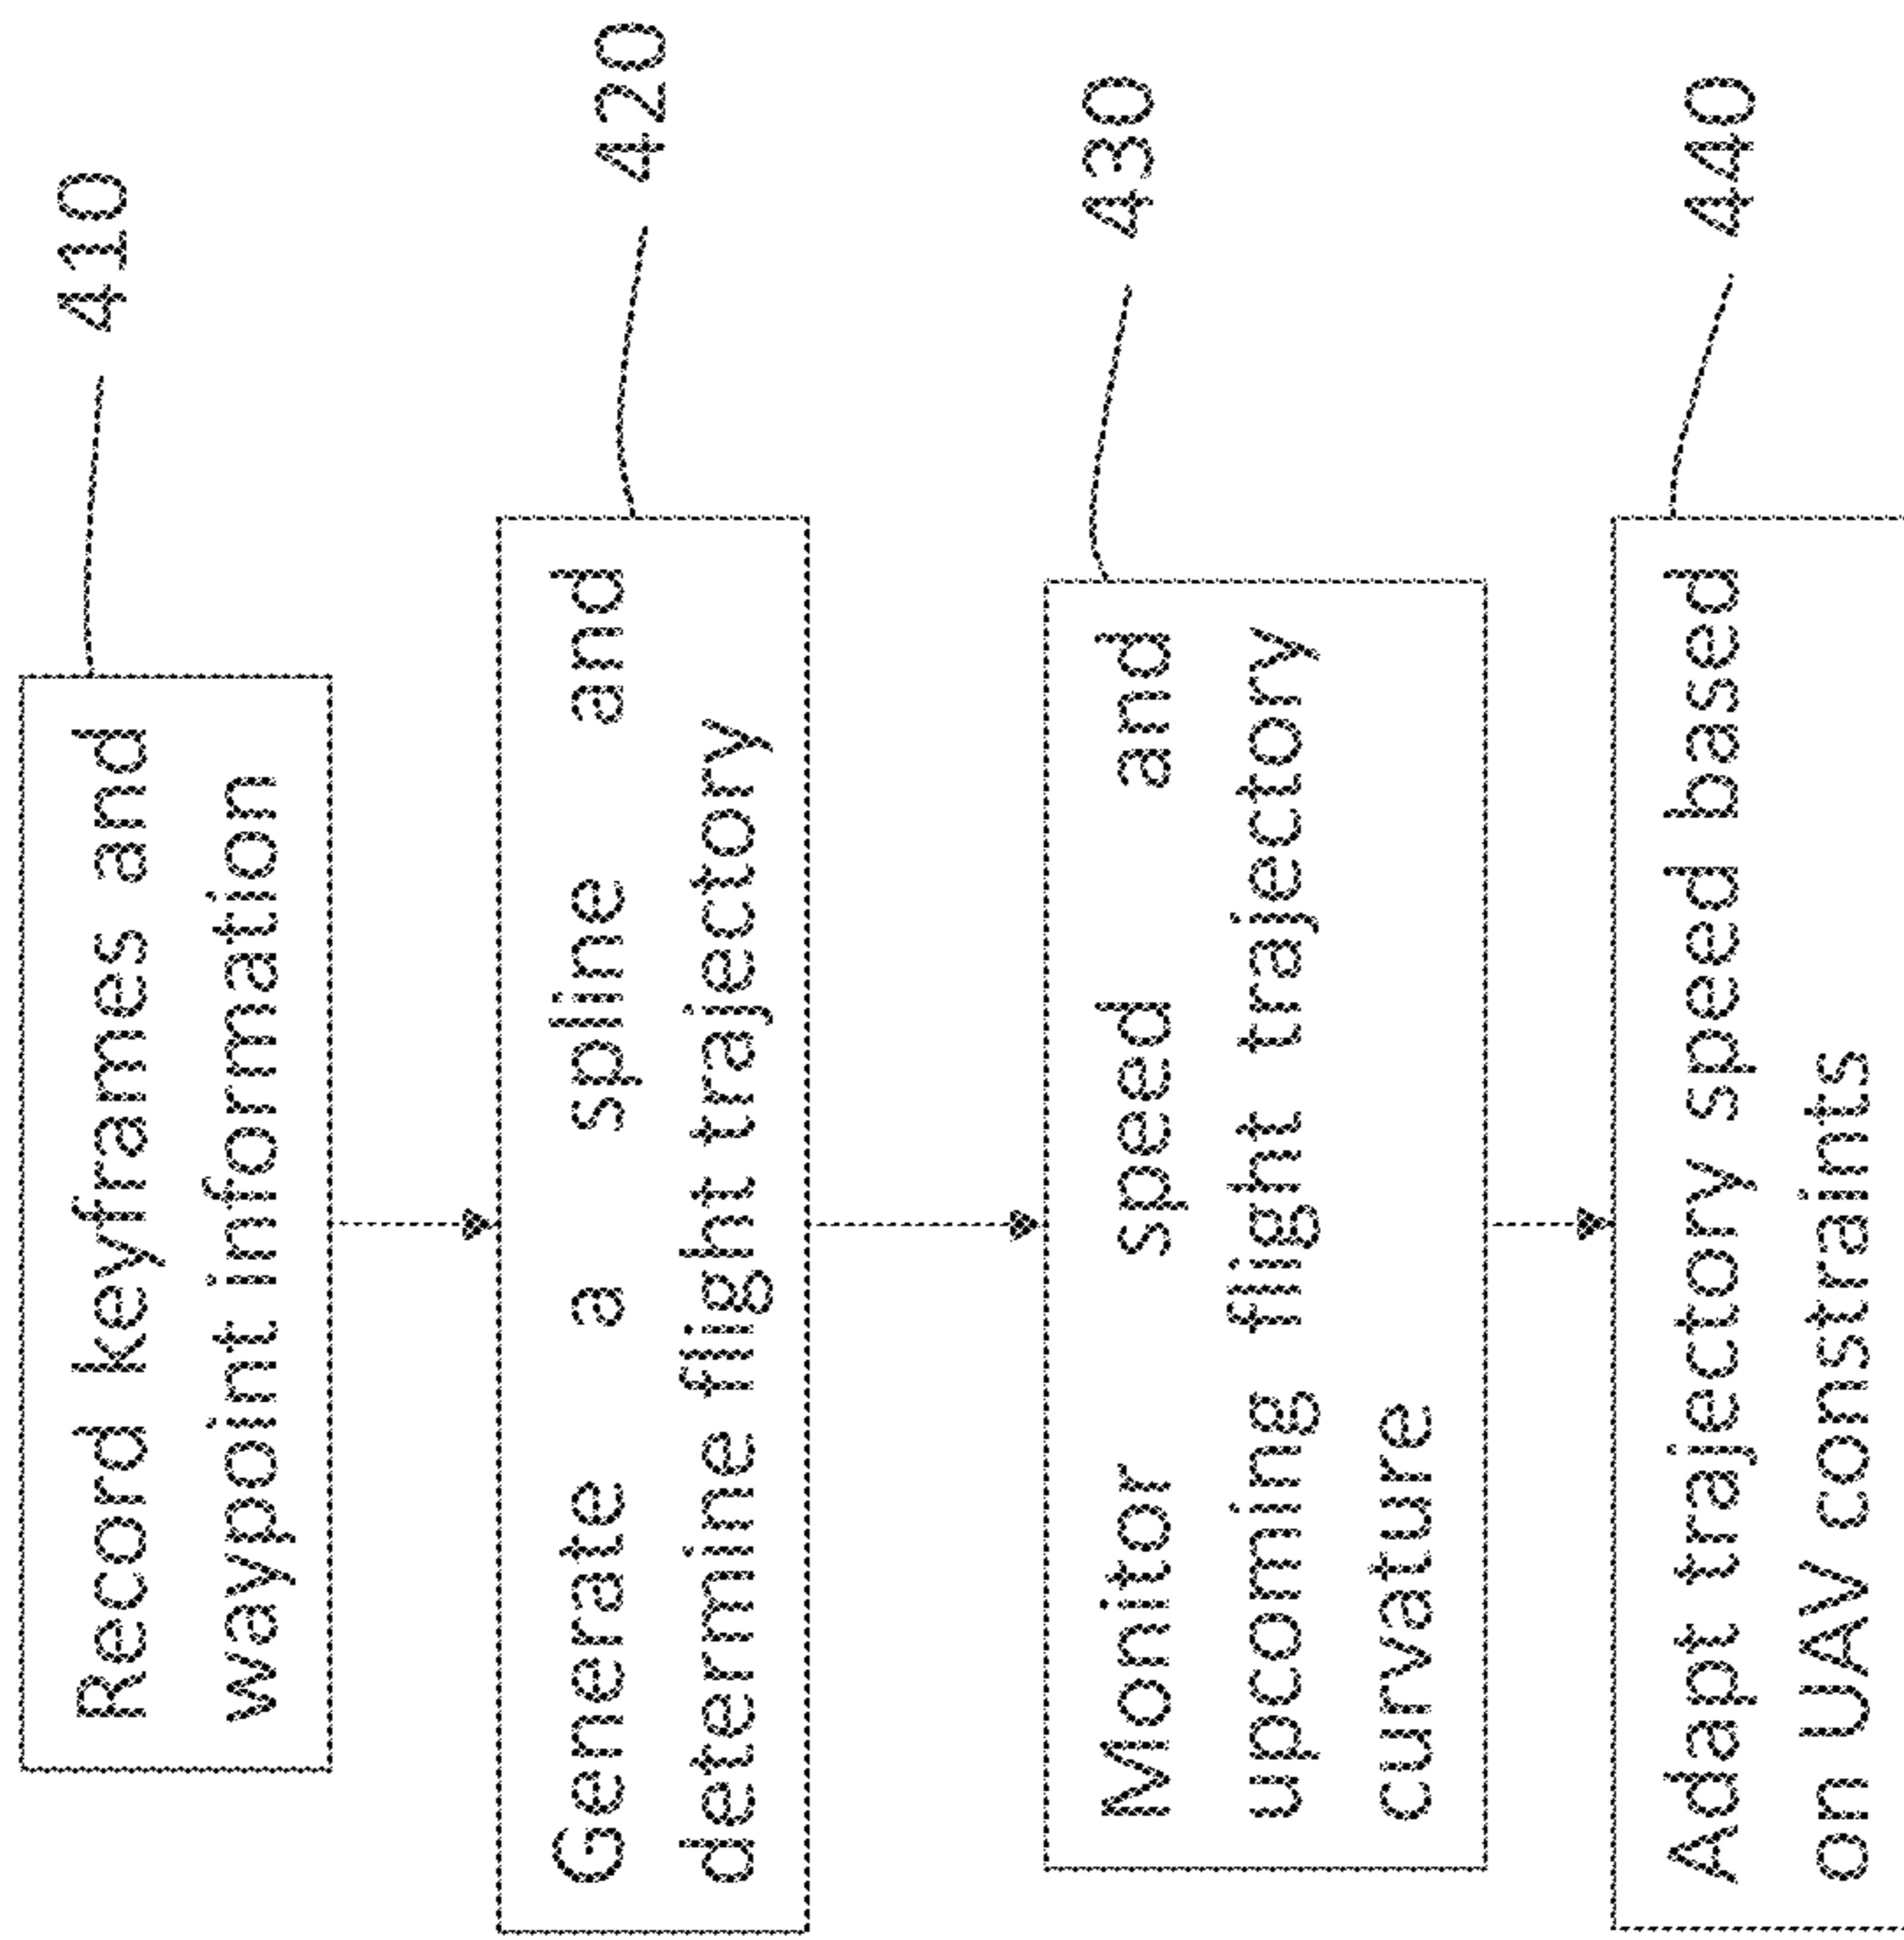 Record keyframes and
waypoint information
410
Generate a spline and
determine flight trajectory
420
Monitor speed and
upcoming flight trajectory
curvature
430
Adapt trajectory speed based
on UAV constraints
440